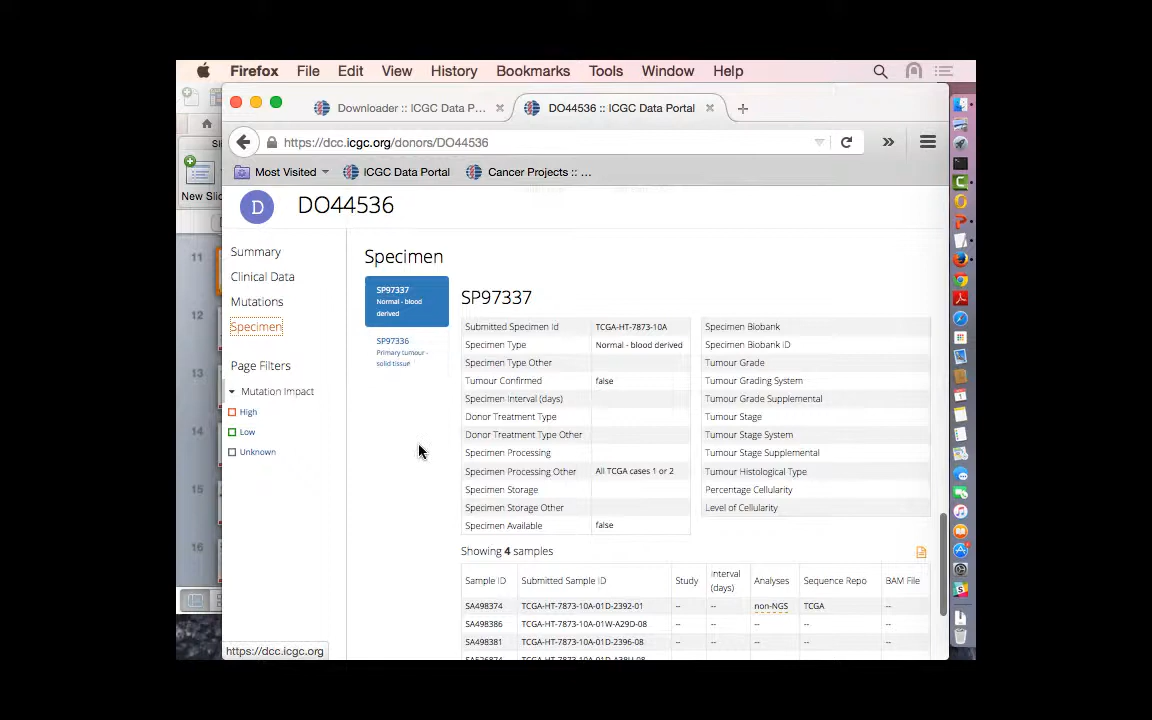 Firefox File Edit View History Bookmarks Tools Window Help
Downloader :: ICGC Data P... × DO44536 :: ICGC Data Portal × +
https://dcc.icgc.org/donors/DO44536 »
Most Visited ICGC Data Portal Cancer Projects :: ...
New Sli
D DO44536
Summary
Clinical Data
Mutations
Specimen
Page Filters
Mutation Impact
High
Low
Unknown
11
12
13
14
15
16
Specimen
SP97337
Normal - blood
derived
SP97336
Primary tumour -
solid tissue
SP97337
Submitted Specimen Id TCGA-HT-7873-10A
Specimen Type Normal - blood derived
Specimen Type Other
Tumour Confirmed false
Specimen Interval (days)
Donor Treatment Type
Donor Treatment Type Other
Specimen Processing
Specimen Processing Other All TCGA cases 1 or 2
Specimen Storage
Specimen Storage Other
Specimen Available false
Specimen Biobank
Specimen Biobank ID
Tumour Grade
Tumour Grading System
Tumour Grade Supplemental
Tumour Stage
Tumour Stage System
Tumour Stage Supplemental
Tumour Histological Type
Percentage Cellularity
Level of Cellularity
Showing 4 samples
Sample ID Submitted Sample ID Study Interval (days) Analyses Sequence Repo BAM File
SA498374 TCGA-HT-7873-10A-01D-2392-01 -- -- non-NGS TCGA --
SA498386 TCGA-HT-7873-10A-01W-A29D-08 -- -- -- -- --
SA498381 TCGA-HT-7873-10A-01D-2396-08 -- -- -- -- --
https://dcc.icgc.org